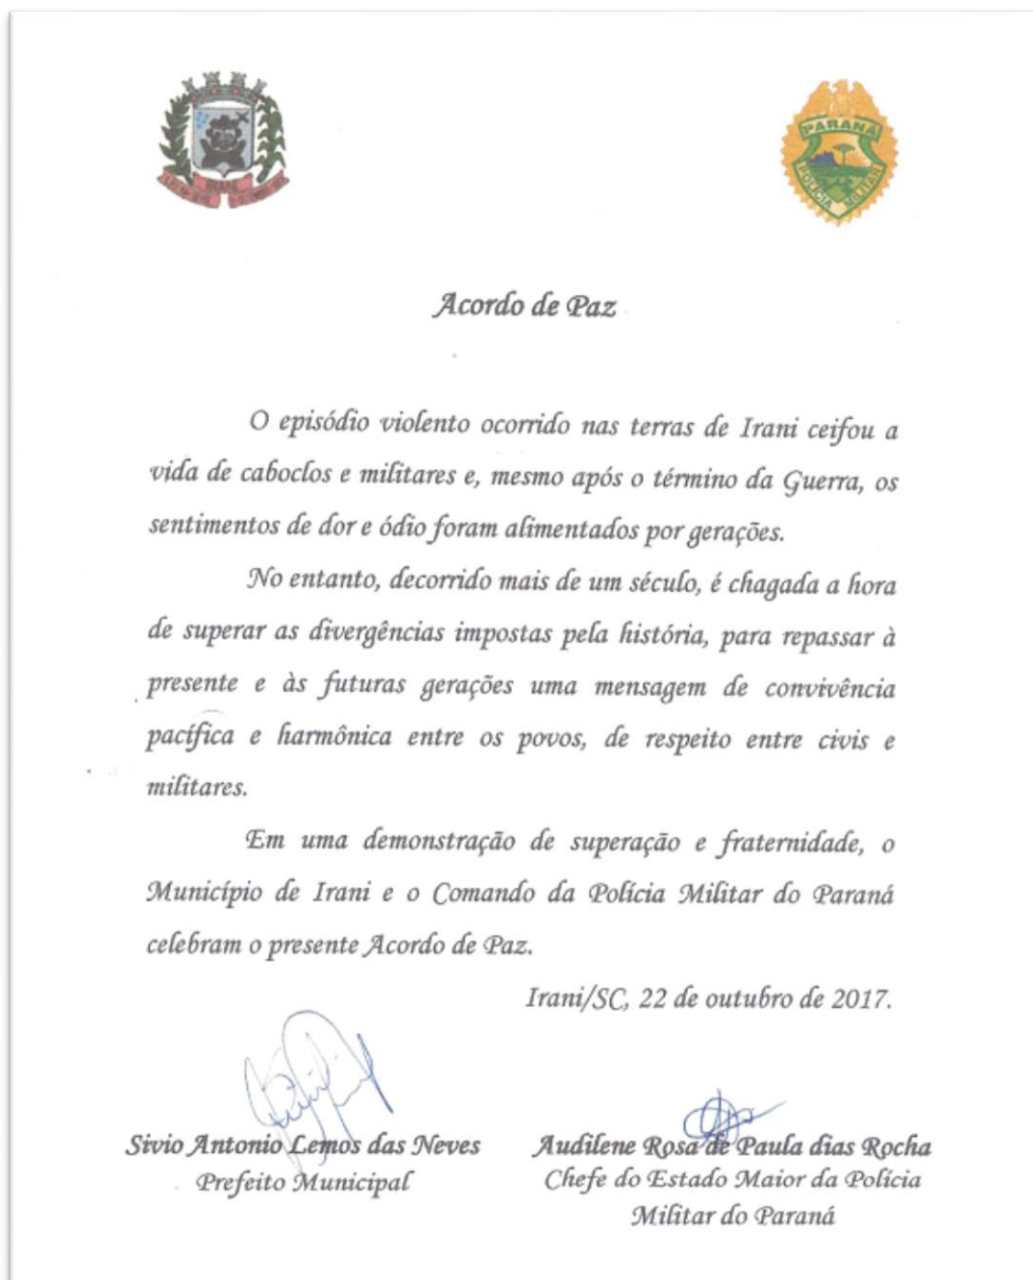 IRANI
PARANÁ
POLÍCIA MILITAR
Acordo de Paz
O episódio violento ocorrido nas terras de Irani ceifou a
vida de caboclos e militares e, mesmo após o término da Guerra, os
sentimentos de dor e ódio foram alimentados por gerações.
No entanto, decorrido mais de um século, é chagada a hora
de superar as divergências impostas pela história, para repassar à
presente e às futuras gerações uma mensagem de convivência
pacífica e harmônica entre os povos, de respeito entre civis e
militares.
Em uma demonstração de superação e fraternidade, o
Município de Irani e o Comando da Polícia Militar do Paraná
celebram o presente Acordo de Paz.
Irani/SC, 22 de outubro de 2017.
Sivio Antonio Lemos das Neves
Prefeito Municipal
Audilene Rosa de Paula dias Rocha
Chefe do Estado Maior da Polícia
Militar do Paraná